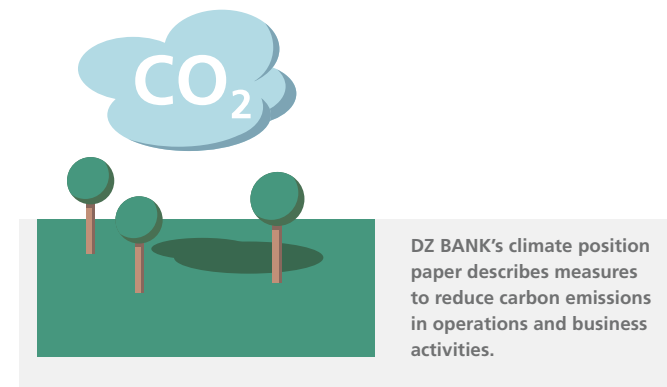 CO2
DZ BANK’s climate position
paper describes measures
to reduce carbon emissions
in operations and business
activities.